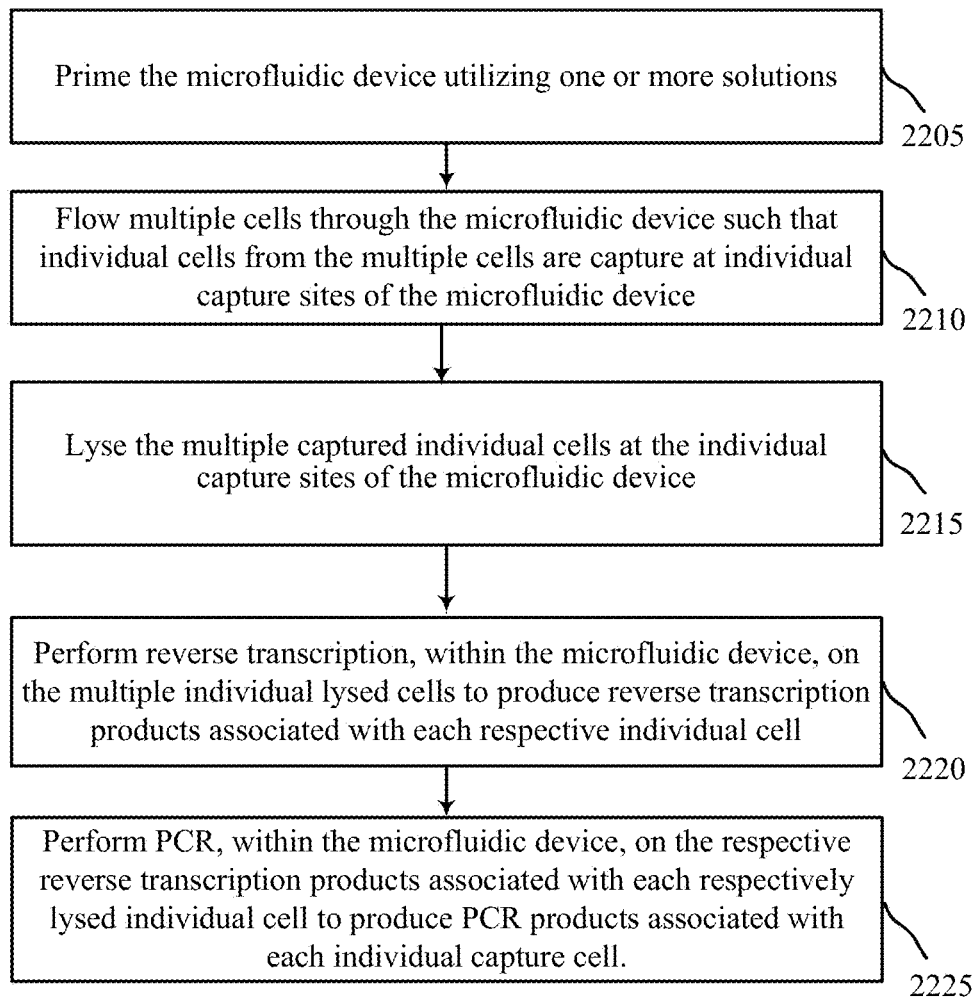 Prime the microfluidic device utilizing one or more solutions
2205
Flow multiple cells through the microfluidic device such that
individual cells from the multiple cells are capture at individual
capture sites of the microfluidic device
2210
Lyse the multiple captured individual cells at the individual
capture sites of the microfluidic device
2215
Perform reverse transcription, within the microfluidic device, on
the multiple individual lysed cells to produce reverse transcription
products associated with each respective individual cell
2220
Perform PCR, within the microfluidic device, on the respective
reverse transcription products associated with each respectively
lysed individual cell to produce PCR products associated with
each individual capture cell.
2225